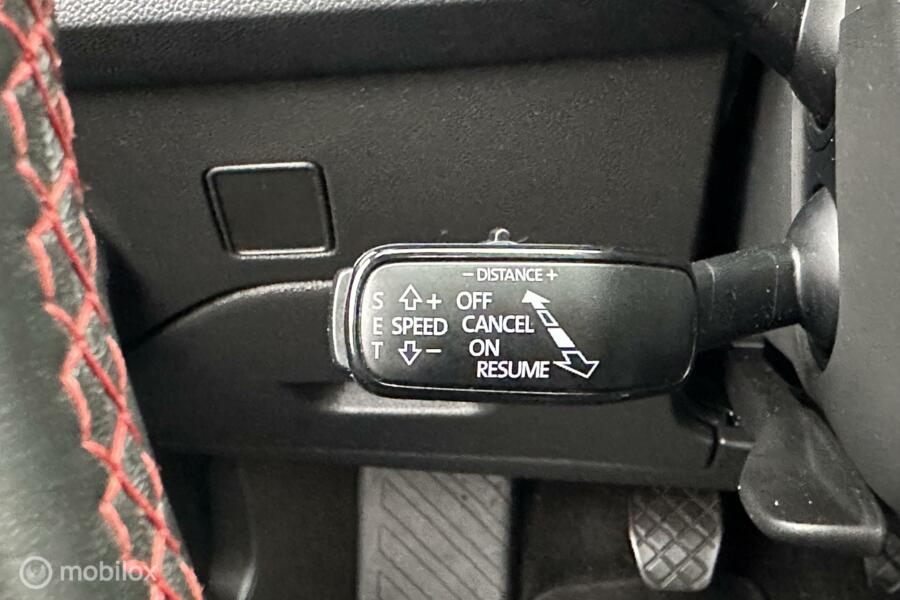 – DISTANCE +
S + OFF
E SPEED CANCEL
T – ON
RESUME
mobilox